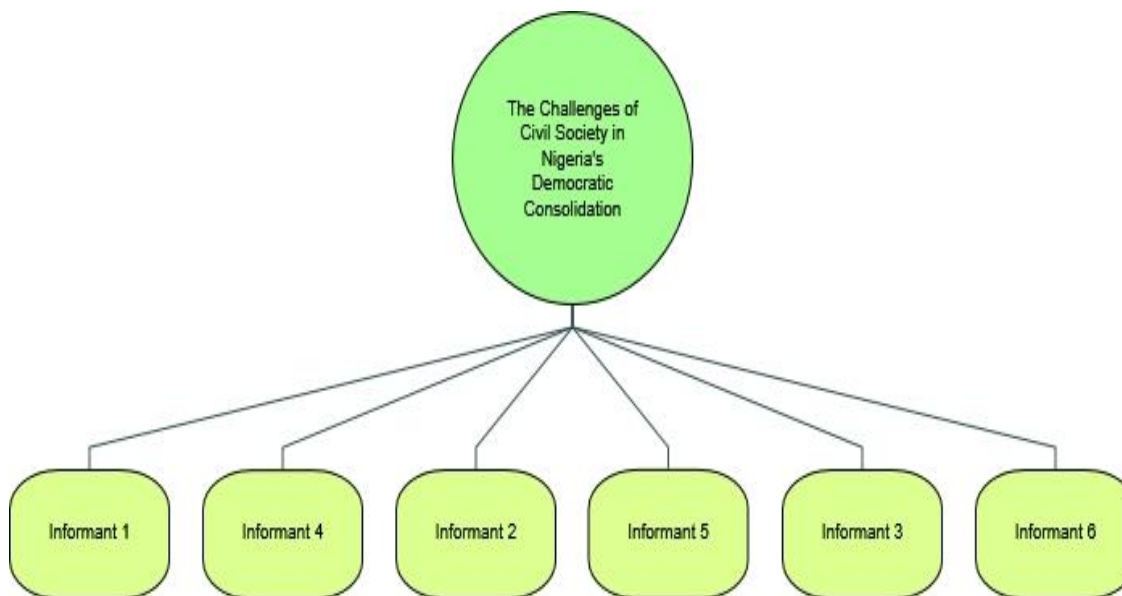 The Challenges of
Civil Society in
Nigeria's
Democratic
Consolidation
Informant 1
Informant 4
Informant 2
Informant 5
Informant 3
Informant 6